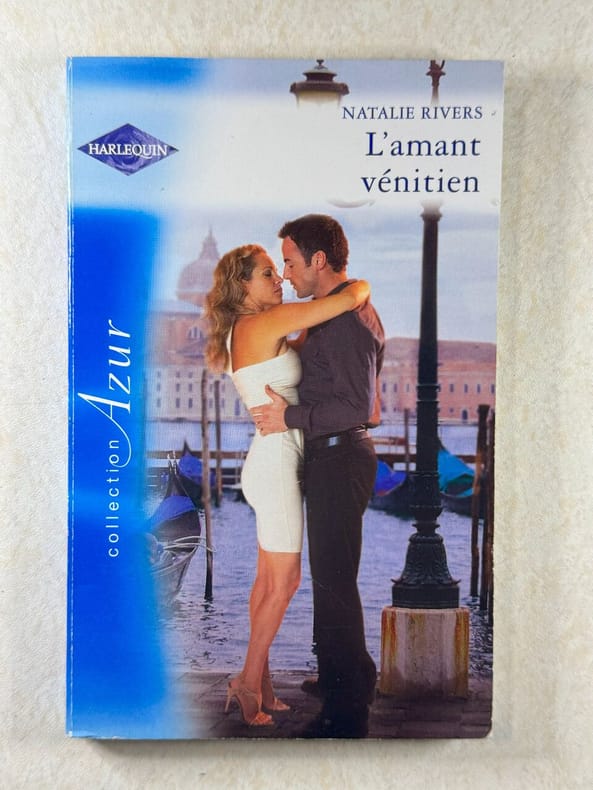 NATALIE RIVERS
L'amant
vénitien
HARLEQUIN
collection Azur